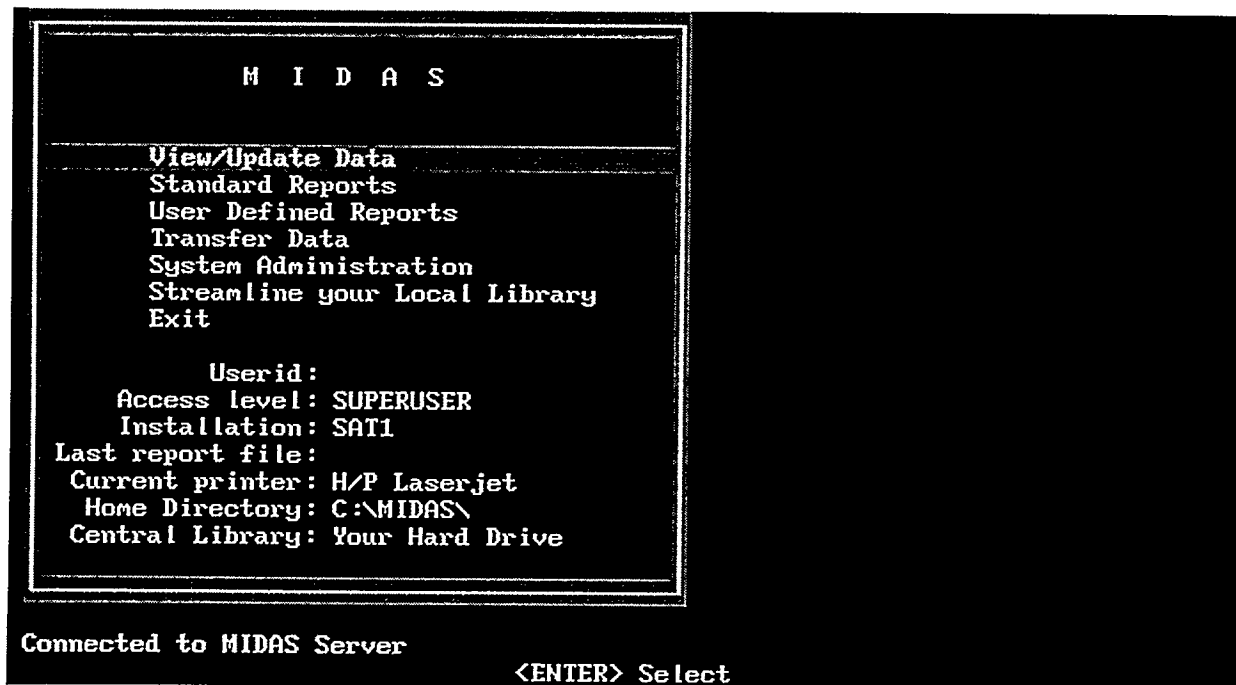 M I D A S
View/Update Data
Standard Reports
User Defined Reports
Transfer Data
System Administration
Streamline your Local Library
Exit
Userid:
Access level: SUPERUSER
Installation: SAT1
Last report file:
Current printer: H/P Laserjet
Home Directory: C:\MIDAS\
Central Library: Your Hard Drive
Connected to MIDAS Server
<ENTER> Select